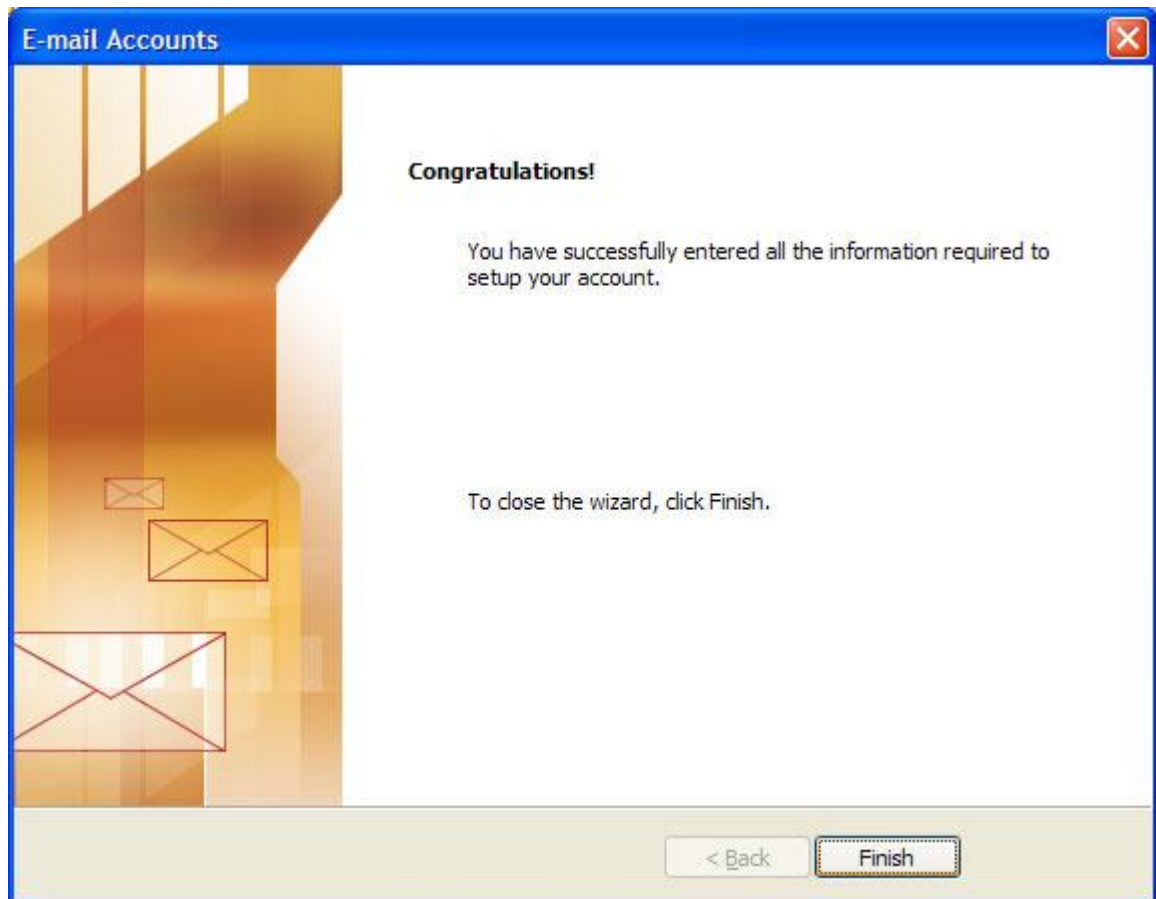 E-mail Accounts
Congratulations!
You have successfully entered all the information required to
setup your account.
To close the wizard, click Finish.
< Back
Finish